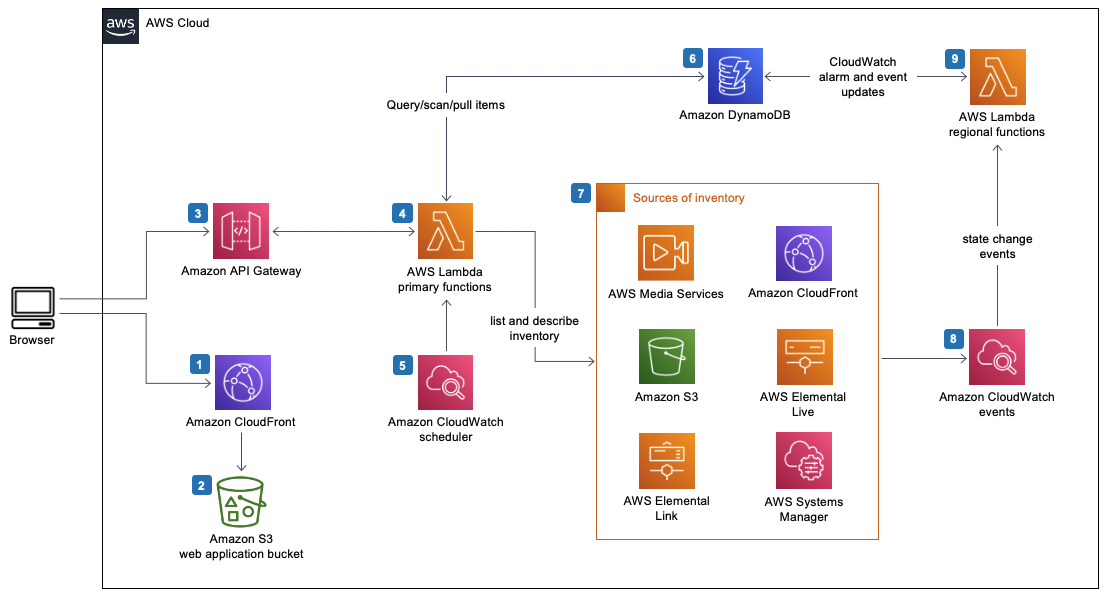 aws
AWS Cloud
6
Amazon DynamoDB
CloudWatch
alarm and event
updates
9
AWS Lambda
regional functions
Query/scan/pull items
7
Sources of inventory
3
Amazon API Gateway
4
AWS Lambda
primary functions
AWS Media Services
Amazon CloudFront
state change
events
Browser
list and describe
inventory
1
Amazon CloudFront
5
Amazon CloudWatch
scheduler
Amazon S3
AWS Elemental
Live
8
Amazon CloudWatch
events
2
Amazon S3
web application bucket
AWS Elemental
Link
AWS Systems
Manager